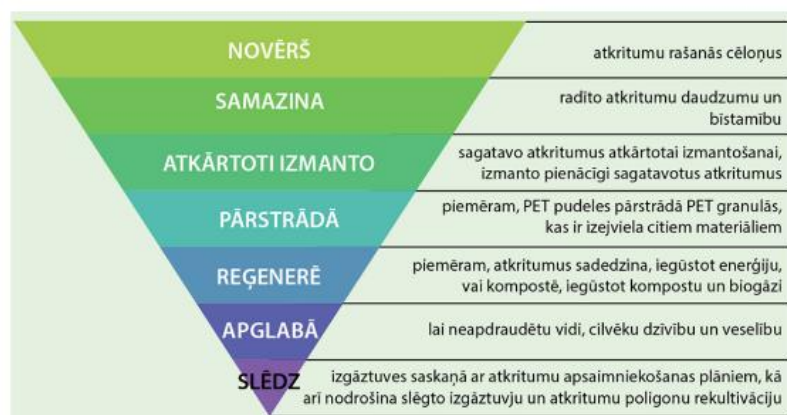 NOVĒRŠ
atkritumu rašanās cēloņus
SAMAZINA
radīto atkritumu daudzumu un
bīstamību
ATKĀRTOTI IZMANTO
sagatavo atkritumus atkārtotai izmantošanai,
izmanto pienācīgi sagatavotus atkritumus
PĀRSTRĀDĀ
piemēram, PET pudeles pārstrādā PET granulās,
kas ir izejviela citiem materiāliem
REĢENERĒ
piemēram, atkritumus sadedzina, iegūstot enerģiju,
vai kompostē, iegūstot kompostu un biogāzi
APGLABĀ
lai neapdraudētu vidi, cilvēku dzīvību un veselību
SLĒDZ
izgāztuves saskaņā ar atkritumu apsaimniekošanas plāniem, kā
arī nodrošina slēgto izgāztuvju un atkritumu poligonu rekultivāciju